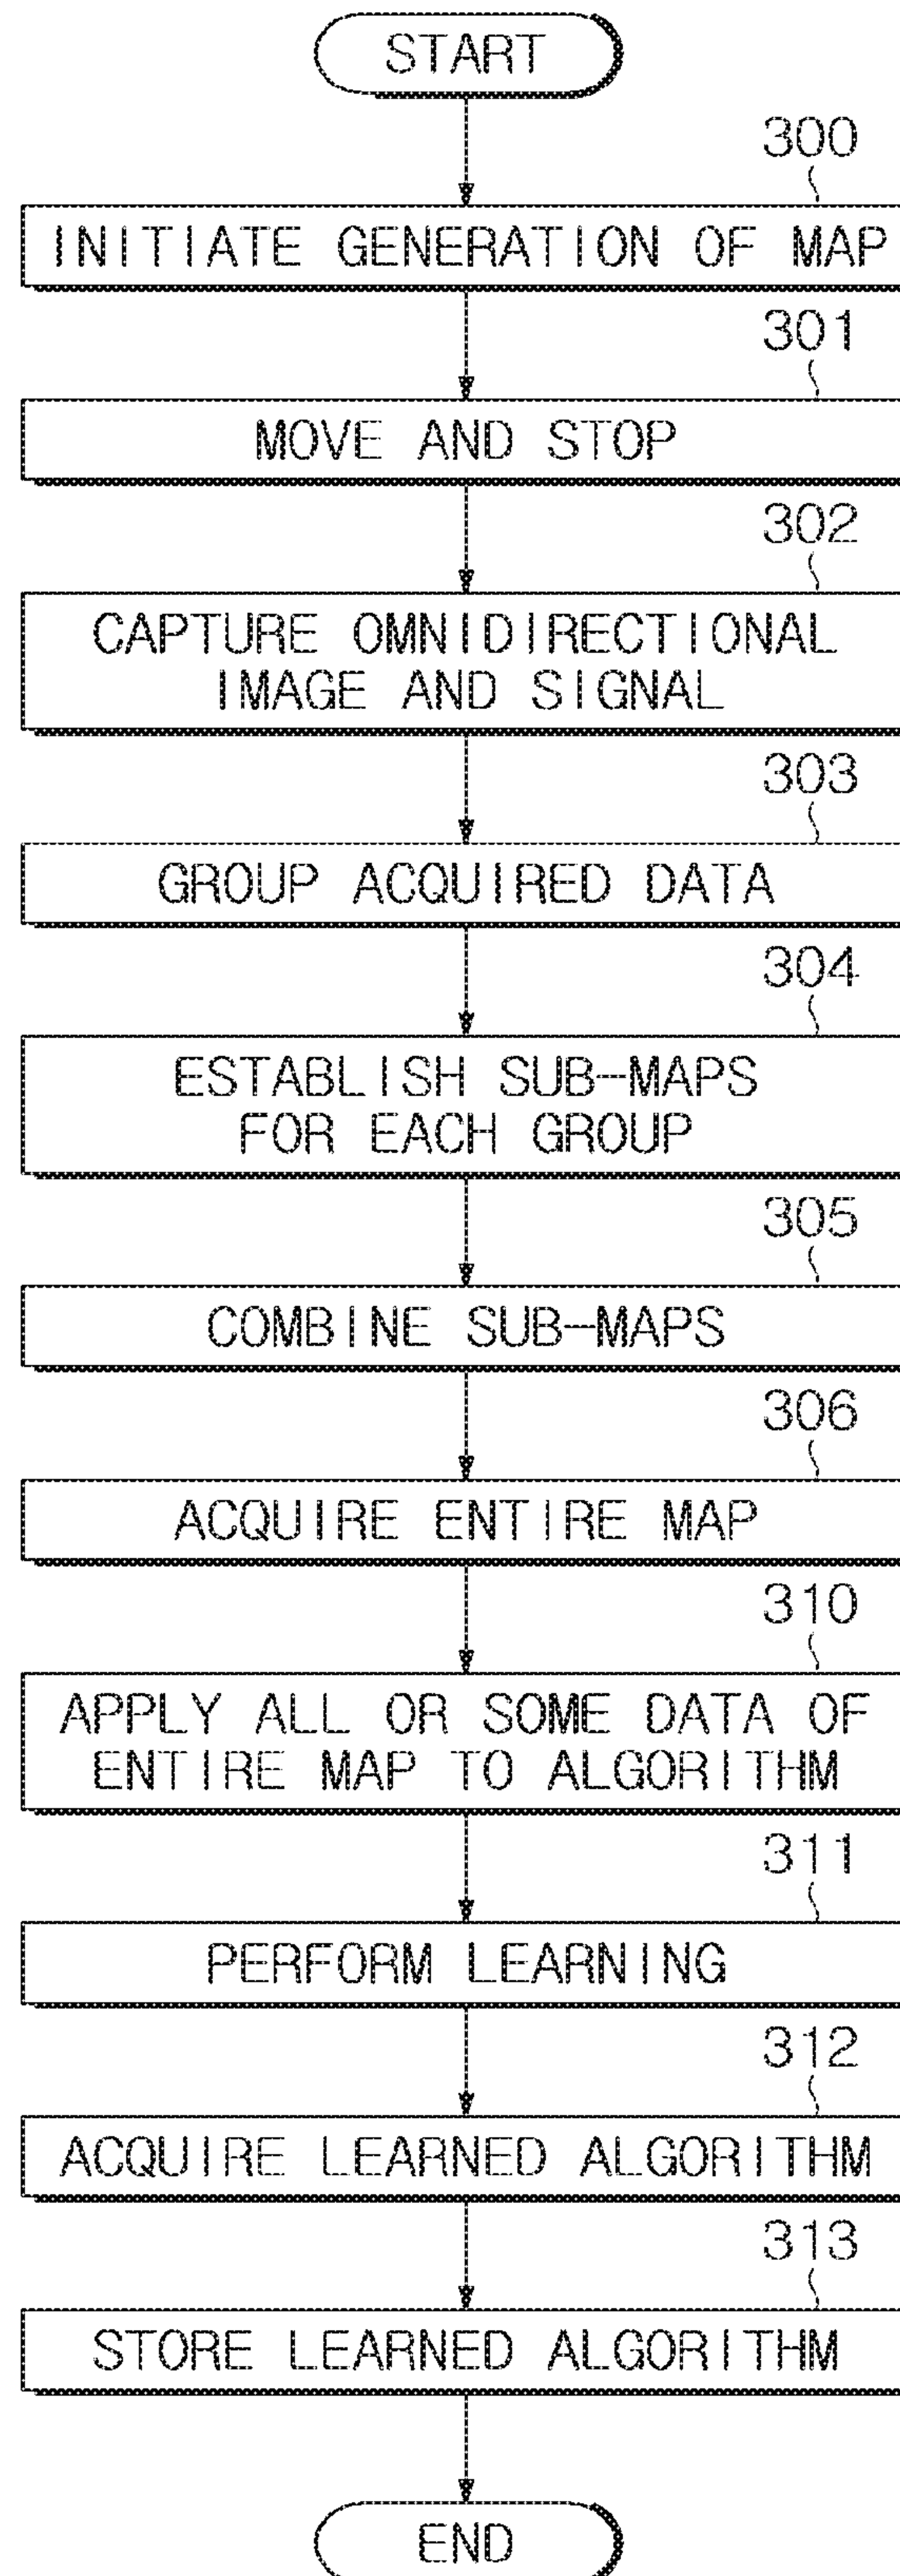 START
300
INITIATE GENERATION OF MAP
301
MOVE AND STOP
302
CAPTURE OMNIDIRECTIONAL
IMAGE AND SIGNAL
303
GROUP ACQUIRED DATA
304
ESTABLISH SUB-MAPS
FOR EACH GROUP
305
COMBINE SUB-MAPS
306
ACQUIRE ENTIRE MAP
310
APPLY ALL OR SOME DATA OF
ENTIRE MAP TO ALGORITHM
311
PERFORM LEARNING
312
ACQUIRE LEARNED ALGORITHM
313
STORE LEARNED ALGORITHM
END